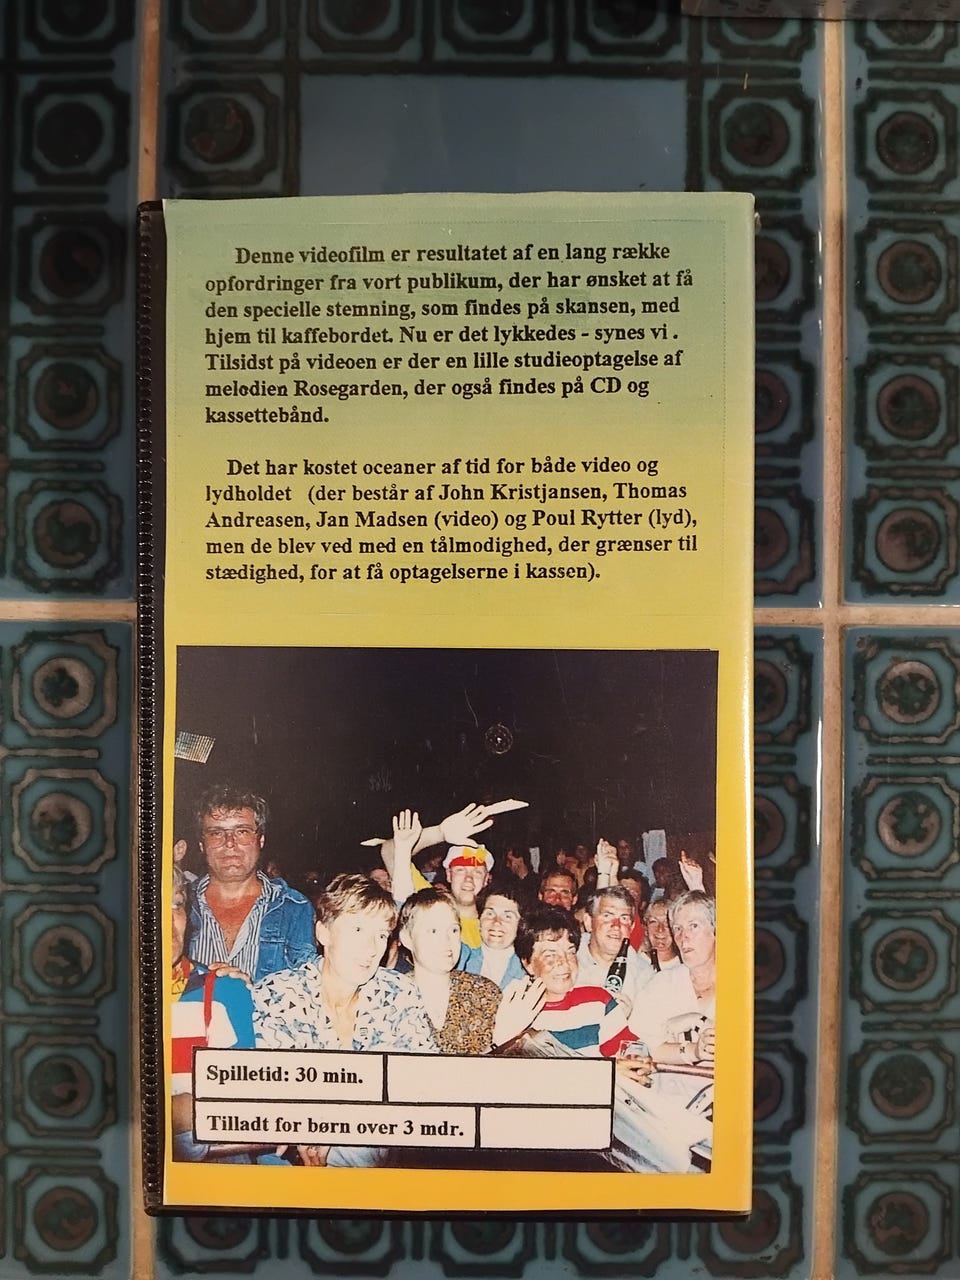 Denne videofilm er resultatet af en lang række
opfordringer fra vort publikum, der har ønsket at få
den specielle stemning, som findes på skansen, med
hjem til kaffebordet. Nu er det lykkedes - synes vi .
Tilsidst på videoen er der en lille studieoptagelse af
melodien Rosegarden, der også findes på CD og
kassettebånd.
Det har kostet oceaner af tid for både video og
lydholdet (der består af John Kristjansen, Thomas
Andreasen, Jan Madsen (video) og Poul Rytter (lyd),
men de blev ved med en tålmodighed, der grænser til
stædighed, for at få optagelserne i kassen).
Spilletid: 30 min.
Tilladt for børn over 3 mdr.